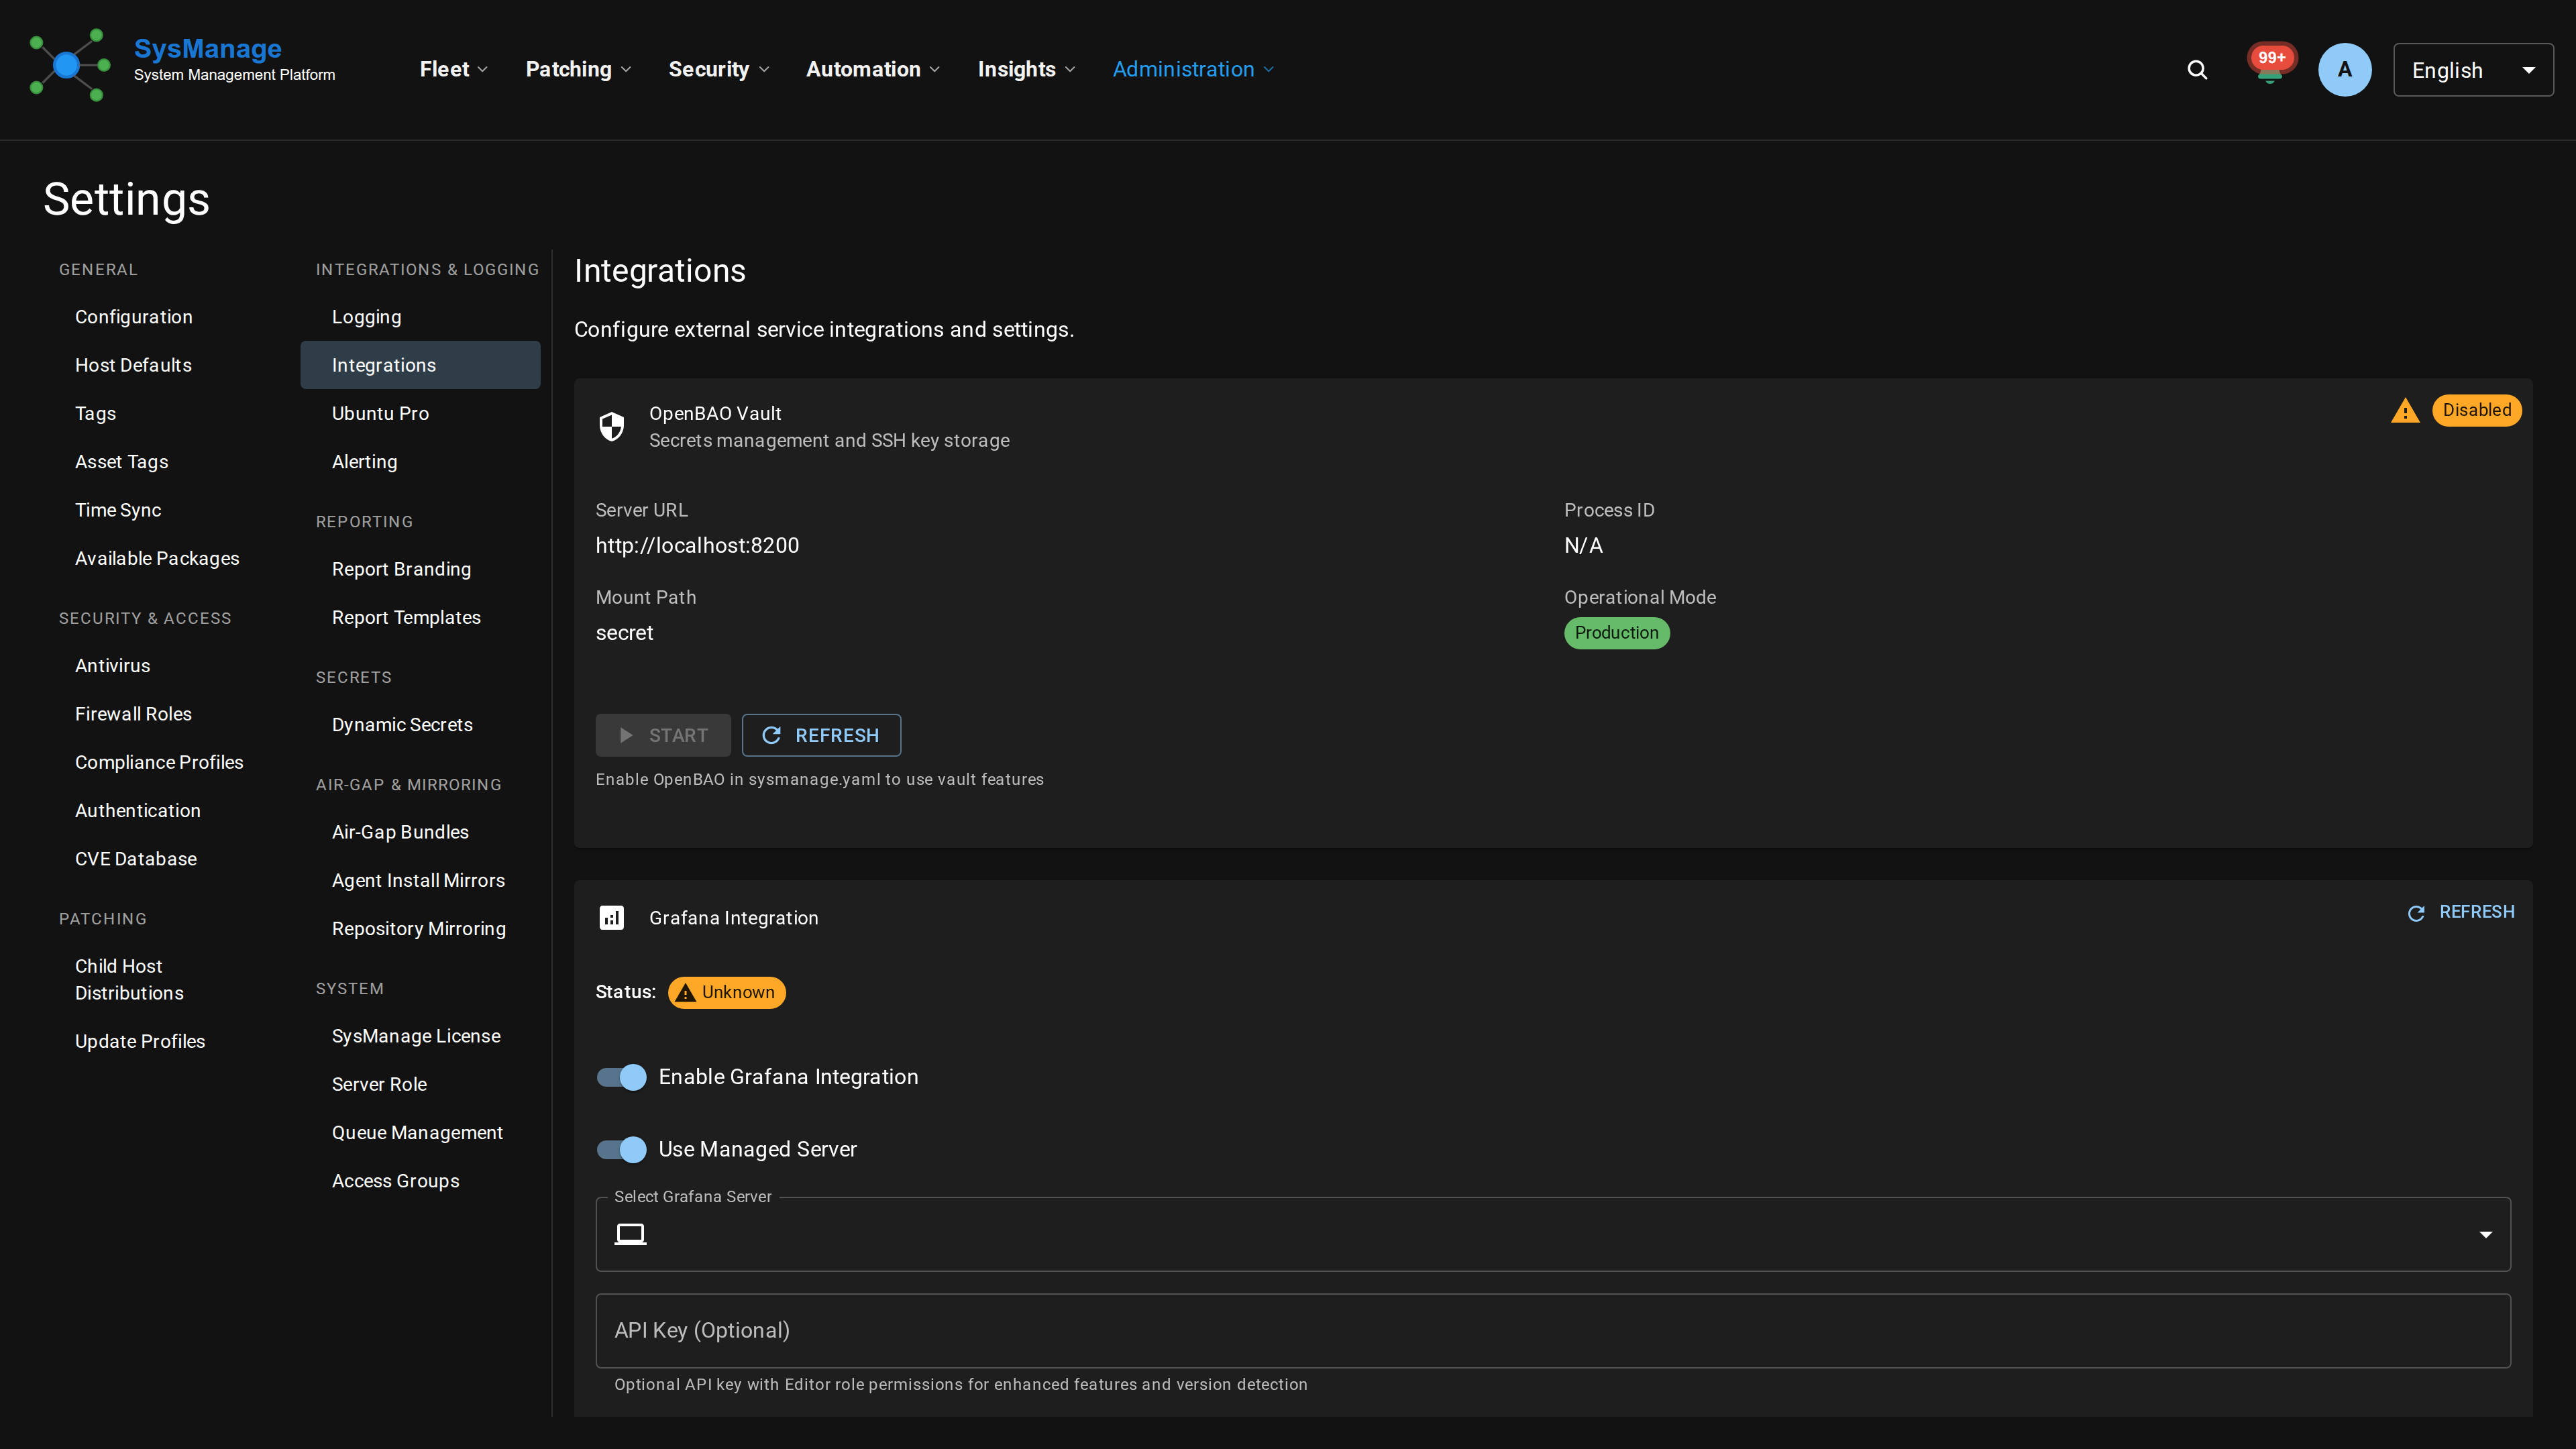 SysManage
System Management Platform
Fleet
Patching
Security
Automation
Insights
Administration
99+
A
English
Settings
GENERAL
Configuration
Host Defaults
Tags
Asset Tags
Time Sync
Available Packages
SECURITY & ACCESS
Antivirus
Firewall Roles
Compliance Profiles
Authentication
CVE Database
PATCHING
Child Host
Distributions
Update Profiles
INTEGRATIONS & LOGGING
Logging
Integrations
Ubuntu Pro
Alerting
REPORTING
Report Branding
Report Templates
SECRETS
Dynamic Secrets
AIR-GAP & MIRRORING
Air-Gap Bundles
Agent Install Mirrors
Repository Mirroring
SYSTEM
SysManage License
Server Role
Queue Management
Access Groups
Integrations
Configure external service integrations and settings.
OpenBAO Vault
Secrets management and SSH key storage
Disabled
Server URL
http://localhost:8200
Process ID
N/A
Mount Path
secret
Operational Mode
Production
START
REFRESH
Enable OpenBAO in sysmanage.yaml to use vault features
Grafana Integration
REFRESH
Status:
Unknown
Enable Grafana Integration
Use Managed Server
Select Grafana Server
API Key (Optional)
Optional API key with Editor role permissions for enhanced features and version detection